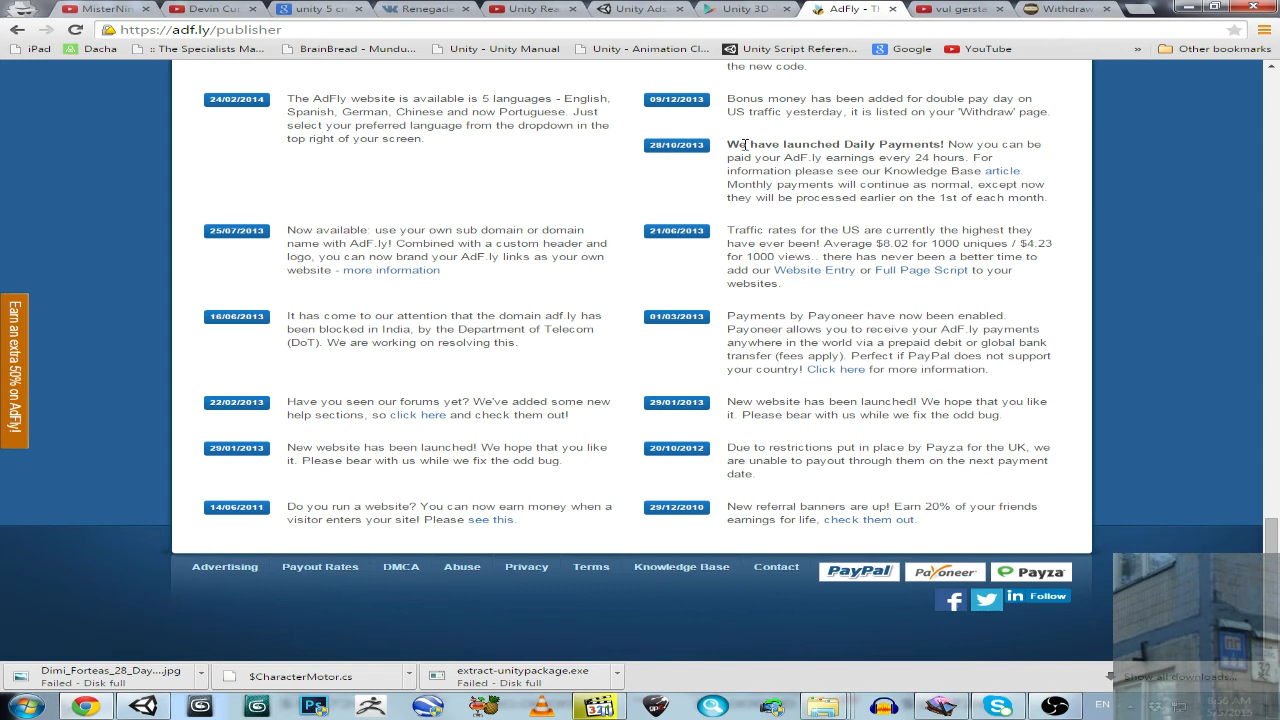 MisterNin
Devin Cur
unity 5 cr
Renegade
Unity Rea
Unity Ads
Unity 3D
AdFly - Th
vul gersta
Withdraw
https://adf.ly/publisher
iPad
Dacha
:: The Specialists Ma...
BrainBread - Mundu...
Unity - Unity Manual
Unity - Animation Cl...
UnityScript Referen...
Google
YouTube
»
Other bookmarks
the new code.
24/02/2014
The AdFly website is available is 5 languages - English,
Spanish, German, Chinese and now Portuguese. Just
select your preferred language from the dropdown in the
top right of your screen.
09/12/2013
Bonus money has been added for double pay day on
US traffic yesterday, it is listed on your 'Withdraw' page.
28/10/2013
We have launched Daily Payments! Now you can be
paid your AdF.ly earnings every 24 hours. For
information please see our Knowledge Base article.
Monthly payments will continue as normal, except now
they will be processed earlier on the 1st of each month.
25/07/2013
Now available: use your own sub domain or domain
name with AdF.ly! Combined with a custom header and
logo, you can now brand your AdF.ly links as your own
website - more information
21/06/2013
Traffic rates for the US are currently the highest they
have ever been! Average $8.02 for 1000 uniques / $4.23
for 1000 views.. there has never been a better time to
add our Website Entry or Full Page Script to your
websites.
16/06/2013
It has come to our attention that the domain adf.ly has
been blocked in India, by the Department of Telecom
(DoT). We are working on resolving this.
01/03/2013
Payments by Payoneer have now been enabled.
Payoneer allows you to receive your AdF.ly payments
anywhere in the world via a prepaid debit or global bank
transfer (fees apply). Perfect if PayPal does not support
your country! Click here for more information.
22/02/2013
Have you seen our forums yet? We've added some new
help sections, so click here and check them out!
29/01/2013
New website has been launched! We hope that you like
it. Please bear with us while we fix the odd bug.
29/01/2013
New website has been launched! We hope that you like
it. Please bear with us while we fix the odd bug.
20/10/2012
Due to restrictions put in place by Payza for the UK, we
are unable to payout through them on the next payment
date.
14/06/2011
Do you run a website? You can now earn money when a
visitor enters your site! Please see this.
29/12/2010
New referral banners are up! Earn 20% of your friends
earnings for life, check them out.
Earn an extra 50% on AdFly!
Advertising
Payout Rates
DMCA
Abuse
Privacy
Terms
Knowledge Base
Contact
PayPal
Payoneer
Payza
in Follow
Dimi_Forteas_28_Day....jpg
Failed - Disk full
$CharacterMotor.cs
extract-unitypackage.exe
Failed - Disk full
Show all downloads...
EN
8:56 AM
5/5/2015